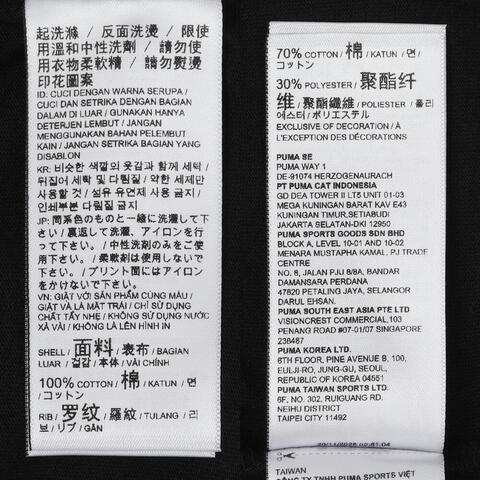 起洗滌 / 反面洗燙 / 限使
用溫和中性洗劑 / 請勿使
用衣物柔軟精 / 請勿熨燙
印花圖案
ID: CUCI DENGAN WARNA SERUPA /
CUCI DAN SETRIKA DENGAN BAGIAN
DALAM DI LUAR / GUNAKAN HANYA
DETERJEN LEMBUT / JANGAN
MENGGUNAKAN BAHAN PELEMBUT
KAIN / JANGAN SETRIKA BAGIAN YANG
DISABLON
KR: 비슷한 색깔의 옷감과 함께 세탁 /
뒤집어 세탁 및 다림질 / 약한 세제만
사용할 것 / 섬유 유연제 사용 금지 /
인쇄부분 다림질 금지
JP: 同系色のものと一緒に洗濯して下
さい / 裏返して洗濯、アイロンを行
って下さい。 / 中性洗剤のみをご使
用下さい。 / 柔軟剤は使用しない
で下さい。 / プリント面にはアイロン
をかけないで下さい。
VN: GIẶT VỚI SẢN PHẨM CÙNG MÀU /
GIẶT VÀ LÀ MẶT TRÁI / CHỈ SỬ DỤNG
CHẤT TẨY NHẸ / KHÔNG SỬ DỤNG NƯỚC
XẢ VẢI / KHÔNG LÀ LÊN HÌNH IN
SHELL / 面料 / 表布 / BAGIAN
LUAR / 겉감 / 本体 / VẢI CHÍNH
100% COTTON / 棉 / KATUN / 면
/ コットン
RIB / 罗纹 / 羅紋 / TULANG / 리
브 / リブ / GÂN
70% COTTON / 棉 / KATUN / 면 /
コットン
30% POLYESTER / 聚酯纤
维 / 聚酯纖維 / POLIESTER / 폴리
에스터 / ポリエステル
EXCLUSIVE OF DECORATION / À
L'EXCEPTION DES DÉCORATIONS
PUMA SE
PUMA WAY 1
DE-91074 HERZOGENAURACH
PT PUMA CAT INDONESIA
GD DEA TOWER II LT5 UNIT 01-03
MEGA KUNINGAN BARAT KAV E43
KUNINGAN TIMUR,SETIABUDI
JAKARTA SELATAN-DKI 12950
PUMA SPORTS GOODS SDN BHD
BLOCK A, LEVEL 10-01 AND 10-02
MENARA MUSTAPHA KAMAL, PJ TRADE
CENTRE
NO. 8, JALAN PJU 8/8A, BANDAR
DAMANSARA PERDANA
47820 PETALING JAYA, SELANGOR
DARUL EHSAN.
PUMA SOUTH EAST ASIA PTE LTD
VISIONCREST COMMERCIAL,103
PENANG ROAD #07-01/07 SINGAPORE
238467
PUMA KOREA LTD.
6TH FLOOR, PINE AVENUE B, 100,
EULJI-RO, JUNG-GU, SEOUL,
REPUBLIC OF KOREA 04551
PUMA TAIWAN SPORTS LTD.
6F, NO. 302, RUIGUANG RD.
NEIHU DISTRICT
TAIPEI CITY 11492
TAIWAN
CÔNG TY TNHH PUMA SPORTS VIỆT